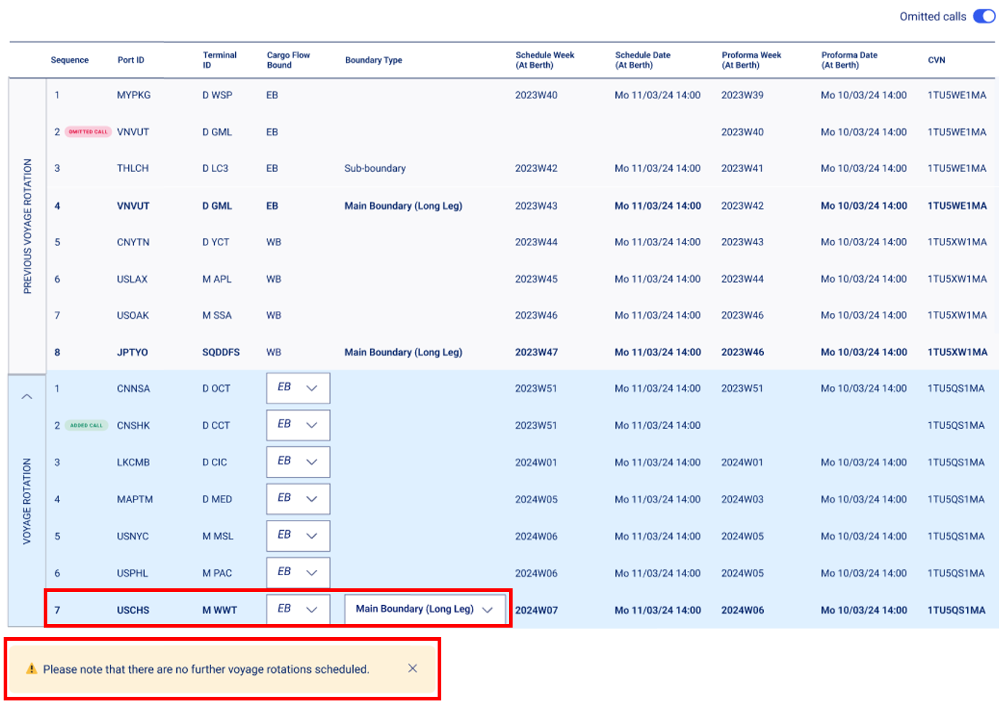 Omitted calls
Sequence Port ID Terminal ID Cargo Flow Bound Boundary Type Schedule Week (At Berth) Schedule Date (At Berth) Proforma Week (At Berth) Proforma Date (At Berth) CVN
PREVIOUS VOYAGE ROTATION
1 MYPKG D WSP EB 2023W40 Mo 11/03/24 14:00 2023W39 Mo 10/03/24 14:00 1TU5WE1MA
2 OMITTED CALL VNVUT D GML EB 2023W40 Mo 10/03/24 14:00 1TU5WE1MA
3 THLCH D LC3 EB Sub-boundary 2023W42 Mo 11/03/24 14:00 2023W41 Mo 10/03/24 14:00 1TU5WE1MA
4 VNVUT D GML EB Main Boundary (Long Leg) 2023W43 Mo 11/03/24 14:00 2023W42 Mo 10/03/24 14:00 1TU5WE1MA
5 CNYTN D YCT WB 2023W44 Mo 11/03/24 14:00 2023W43 Mo 10/03/24 14:00 1TU5XW1MA
6 USLAX M APL WB 2023W45 Mo 11/03/24 14:00 2023W44 Mo 10/03/24 14:00 1TU5XW1MA
7 USOAK M SSA WB 2023W46 Mo 11/03/24 14:00 2023W46 Mo 10/03/24 14:00 1TU5XW1MA
8 JPTYO SQDDFS WB Main Boundary (Long Leg) 2023W47 Mo 11/03/24 14:00 2023W46 Mo 10/03/24 14:00 1TU5XW1MA
VOYAGE ROTATION
1 CNNSA D OCT EB 2023W51 Mo 11/03/24 14:00 2023W51 Mo 10/03/24 14:00 1TU5QS1MA
2 ADDED CALL CNSHK D CCT EB 2023W51 Mo 11/03/24 14:00 1TU5QS1MA
3 LKCMB D CIC EB 2024W01 Mo 11/03/24 14:00 2024W01 Mo 10/03/24 14:00 1TU5QS1MA
4 MAPTM D MED EB 2024W05 Mo 11/03/24 14:00 2024W03 Mo 10/03/24 14:00 1TU5QS1MA
5 USNYC M MSL EB 2024W06 Mo 11/03/24 14:00 2024W05 Mo 10/03/24 14:00 1TU5QS1MA
6 USPHL M PAC EB 2024W06 Mo 11/03/24 14:00 2024W05 Mo 10/03/24 14:00 1TU5QS1MA
7 USCHS M WWT EB Main Boundary (Long Leg) 2024W07 Mo 11/03/24 14:00 2024W06 Mo 10/03/24 14:00 1TU5QS1MA
Please note that there are no further voyage rotations scheduled.